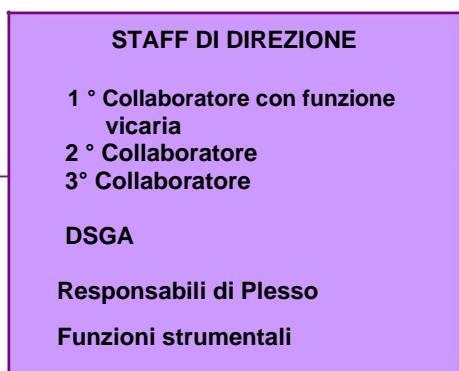 STAFF DI DIREZIONE
1 ° Collaboratore con funzione
vicaria
2 ° Collaboratore
3° Collaboratore
DSGA
Responsabili di Plesso
Funzioni strumentali